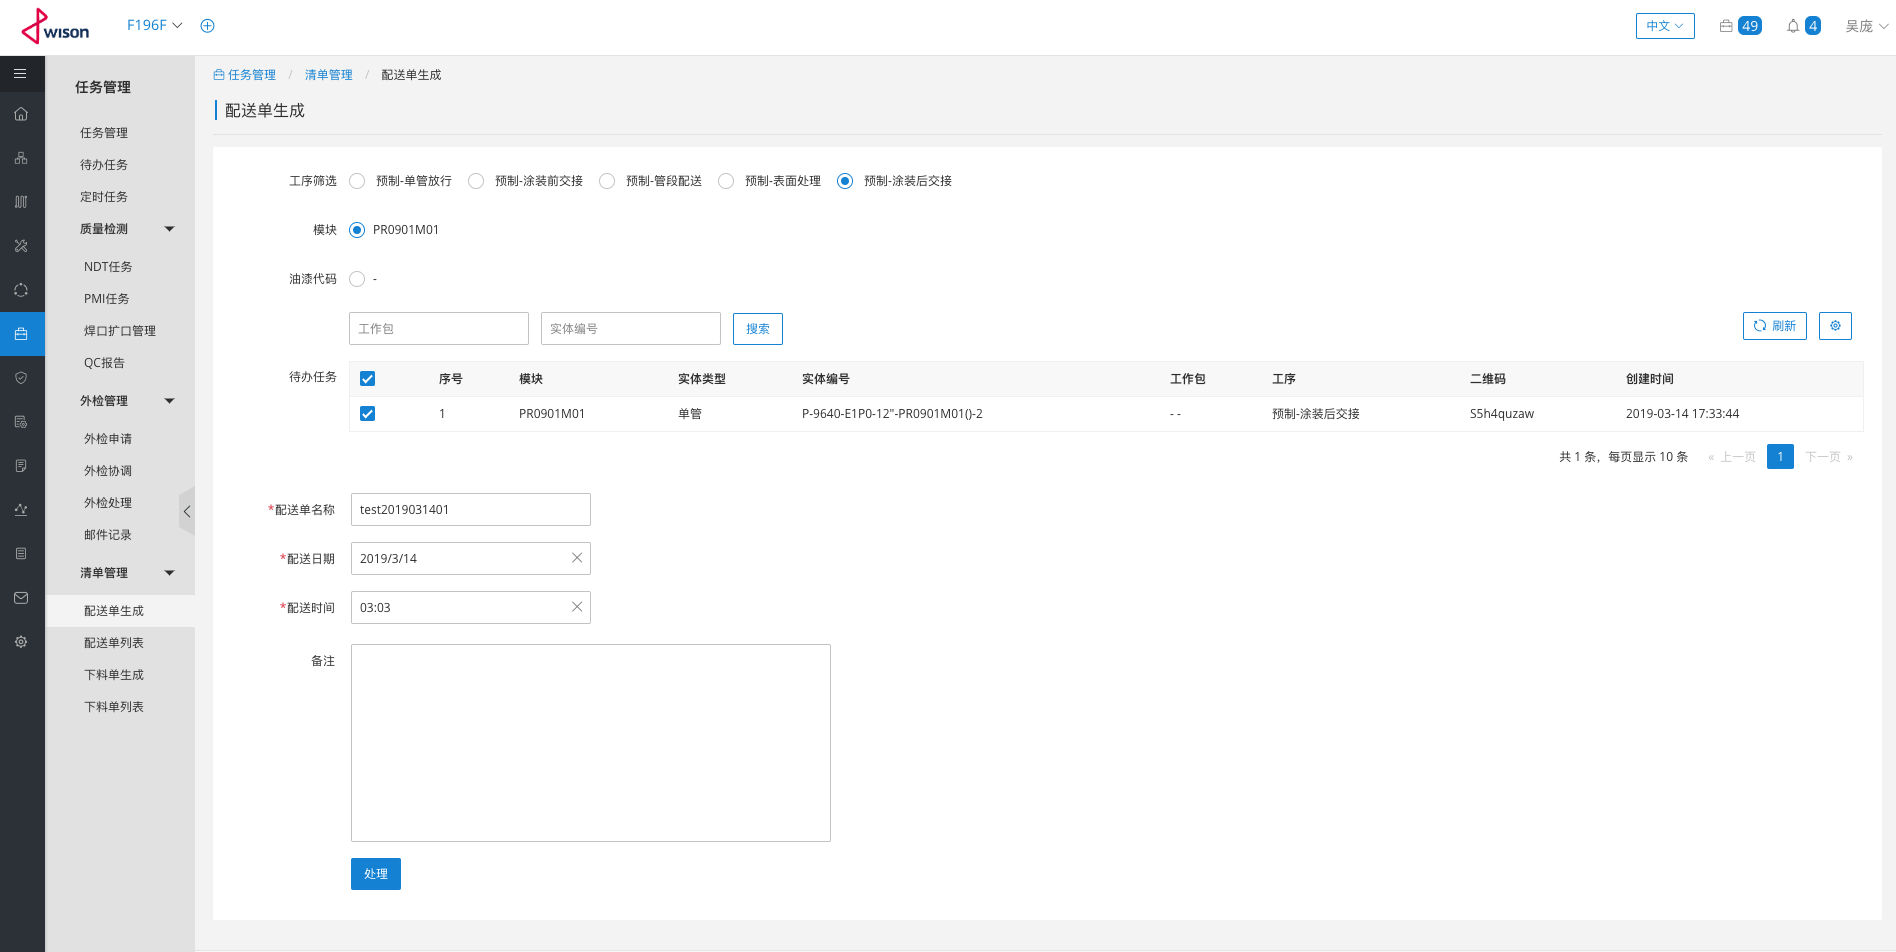 wison
F196F
中文
49
4
吴庞
任务管理
任务管理
待办任务
定时任务
质量检测
NDT任务
PMI任务
焊口扩口管理
QC报告
外检管理
外检申请
外检协调
外检处理
邮件记录
清单管理
配送单生成
配送单列表
下料单生成
下料单列表
任务管理 / 清单管理 / 配送单生成
配送单生成
工序筛选 预制-单管放行 预制-涂装前交接 预制-管段配送 预制-表面处理 预制-涂装后交接
模块 PR0901M01
油漆代码 -
工作包 实体编号 搜索 刷新
待办任务 序号 模块 实体类型 实体编号 工作包 工序 二维码 创建时间
1 PR0901M01 单管 P-9640-E1P0-12"-PR0901M01()-2 - - 预制-涂装后交接 S5h4quzaw 2019-03-14 17:33:44
共 1 条，每页显示 10 条 « 上一页 1 下一页 »
*配送单名称 test2019031401
*配送日期 2019/3/14
*配送时间 03:03
备注
处理